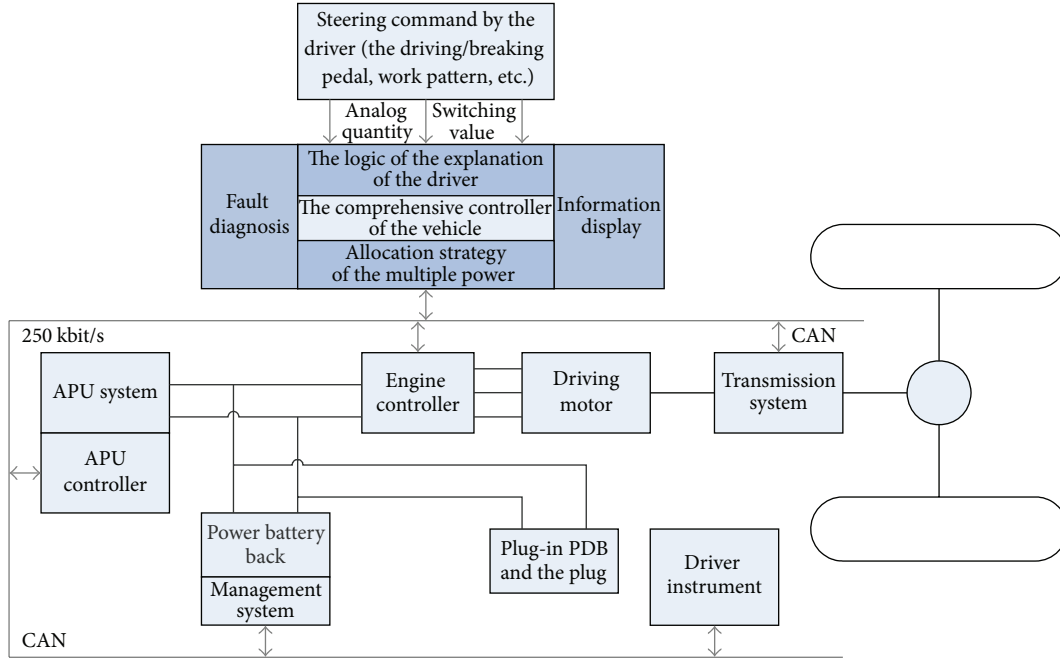 Steering command by the
driver (the driving/breaking
pedal, work pattern, etc.)
Analog
quantity
Switching
value
Fault
diagnosis
The logic of the explanation
of the driver
The comprehensive controller
of the vehicle
Allocation strategy
of the multiple power
Information
display
250 kbit/s
CAN
APU system
APU
controller
Engine
controller
Driving
motor
Transmission
system
Power battery
back
Management
system
Plug-in PDB
and the plug
Driver
instrument
CAN